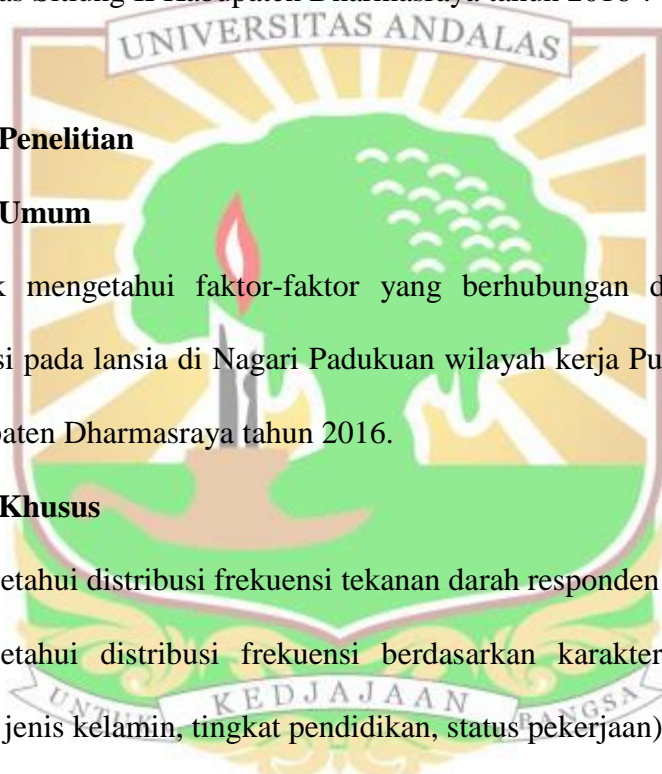 as Sitiung II Kabupaten Dharmasraya tahun 2016 .
UNIVERSITAS ANDALAS
Penelitian
Umum
mengetahui faktor-faktor yang berhubungan d
si pada lansia di Nagari Padukuan wilayah kerja Pu
paten Dharmasraya tahun 2016.
Khusus
etahui distribusi frekuensi tekanan darah responden
etahui distribusi frekuensi berdasarkan karakter
jenis kelamin, tingkat pendidikan, status pekerjaan)
UNTUK KEDJAJAAN BANGSA